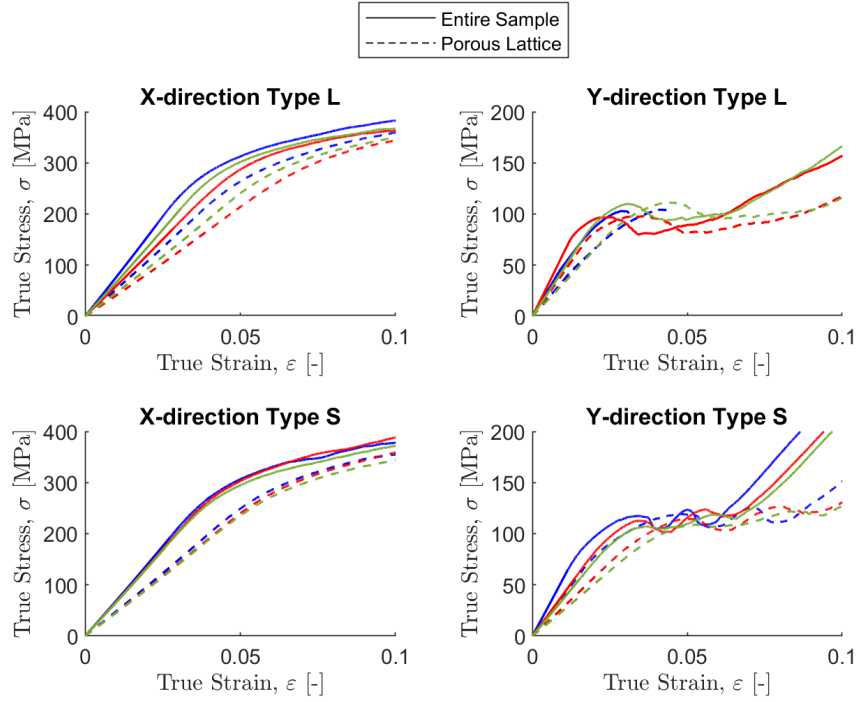 Entire Sample
Porous Lattice
X-direction Type L
True Stress, σ [MPa]
400
300
200
100
0
0 0.05 0.1
True Strain, ε [-]
Y-direction Type L
True Stress, σ [MPa]
200
150
100
50
0
0 0.05 0.1
True Strain, ε [-]
X-direction Type S
True Stress, σ [MPa]
400
300
200
100
0
0 0.05 0.1
True Strain, ε [-]
Y-direction Type S
True Stress, σ [MPa]
200
150
100
50
0
0 0.05 0.1
True Strain, ε [-]